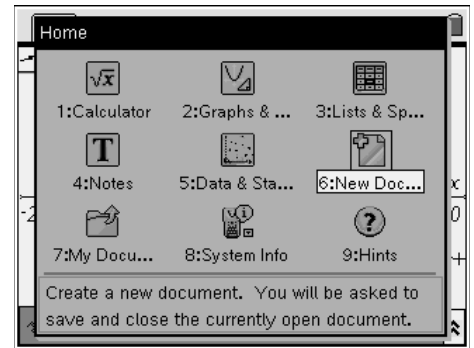 Home
1:Calculator 2:Graphs & ... 3:Lists & Sp...
4:Notes 5:Data & Sta... 6:New Doc...
7:My Docu... 8:System Info 9:Hints
Create a new document. You will be asked to
save and close the currently open document.